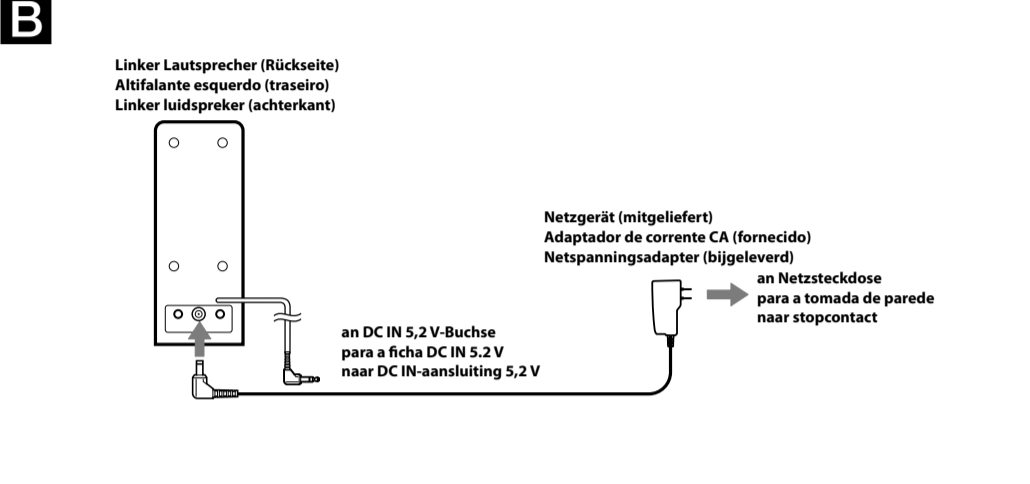 B
Linker Lautsprecher (Rückseite)
Altifalante esquerdo (traseiro)
Linker luidspreker (achterkant)
Netzgerät (mitgeliefert)
Adaptador de corrente CA (fornecido)
Netspanningsadapter (bijgeleverd)
an Netzsteckdose
para a tomada de parede
naar stopcontact
an DC IN 5,2 V-Buchse
para a ficha DC IN 5.2 V
naar DC IN-aansluiting 5,2 V